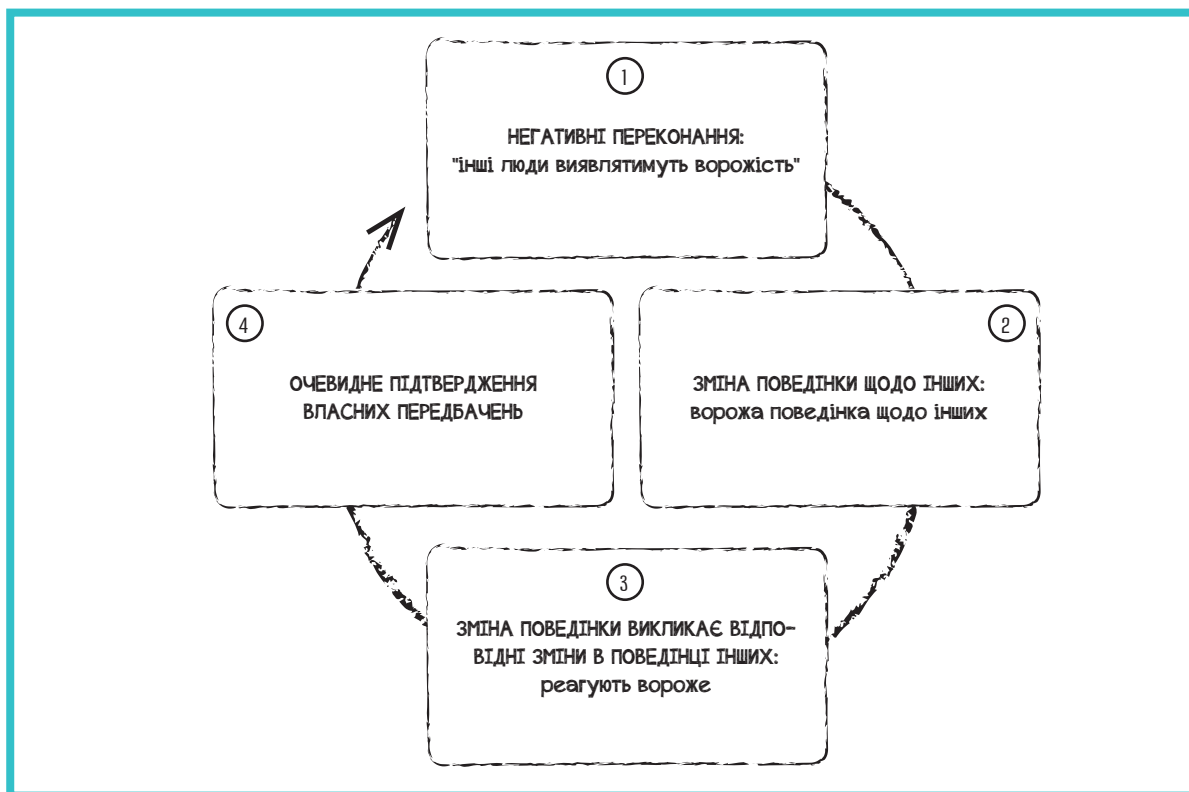 1
НЕГАТИВНІ ПЕРЕКОНАННЯ:
"інші люди виявлятимуть ворожість"
2
ЗМІНА ПОВЕДІНКИ ЩОДО ІНШИХ:
ворожа поведінка щодо інших
3
ЗМІНА ПОВЕДІНКИ ВИКЛИКАЄ ВІДПО-
ВІДНІ ЗМІНИ В ПОВЕДІНЦІ ІНШИХ:
реагують вороже
4
ОЧЕВИДНЕ ПІДТВЕРДЖЕННЯ
ВЛАСНИХ ПЕРЕДБАЧЕНЬ